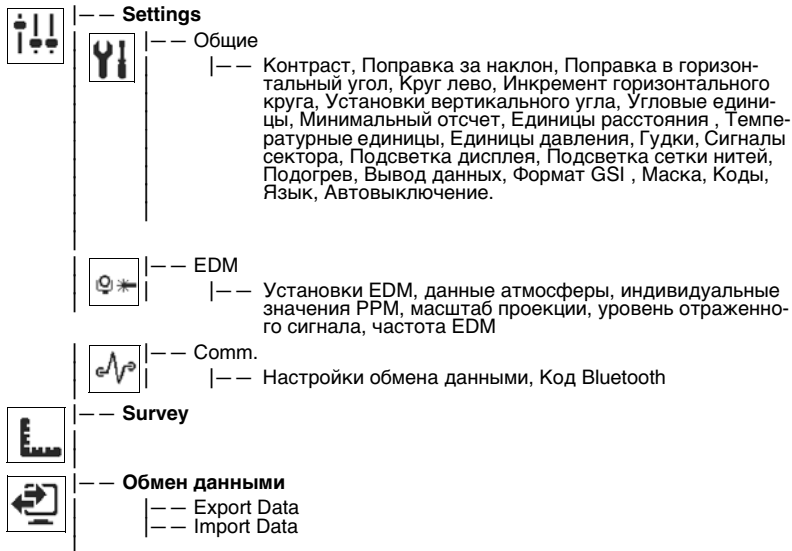 Settings
Общие
Контраст, Поправка за наклон, Поправка в горизон-
тальный угол, Круг лево, Инкремент горизонтального
круга, Установки вертикального угла, Угловые едини-
цы, Минимальный отсчет, Единицы расстояния , Темпе-
ратурные единицы, Единицы давления, Гудки, Сигналы
сектора, Подсветка дисплея, Подсветка сетки нитей,
Подогрев, Вывод данных, Формат GSI , Маска, Коды,
Язык, Автовыключение.
EDM
Установки EDM, данные атмосферы, индивидуальные
значения PPM, масштаб проекции, уровень отраженно-
го сигнала, частота EDM
Comm.
Настройки обмена данными, Код Bluetooth
Survey
Обмен данными
Export Data
Import Data